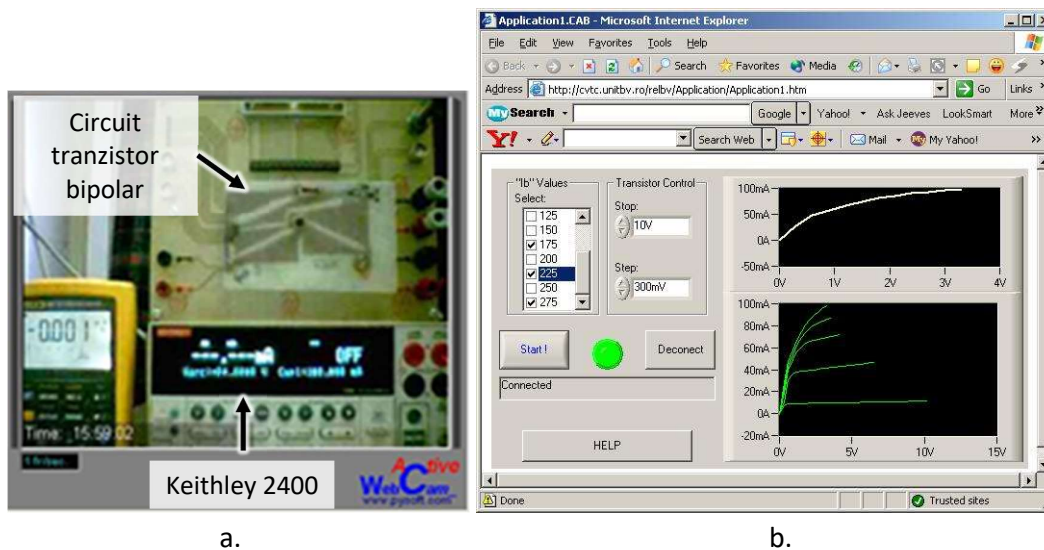 Circuit
tranzistor
bipolar
-0.001
OFF
Time: 15:59:02
Keithley 2400
Active
WebCam
www.pysoft.com
a.
Application1.CAB - Microsoft Internet Explorer
File Edit View Favorites Tools Help
Back Search Favorites Media
Address http://cvtc.unitbv.ro/relbv/Application/Application1.htm Go Links
My Search Google Yahoo! Ask Jeeves LookSmart More
Y! Search Web Mail My Yahoo!
"Ib" Values
Select:
125
150
175
200
225
250
275
Transistor Control
Stop:
10V
Step:
300mV
Start !
Deconect
Connected
HELP
100mA
50mA
0A
-50mA
0V 1V 2V 3V 4V
100mA
80mA
60mA
40mA
20mA
0A
-20mA
0V 5V 10V 15V
Done Trusted sites
b.